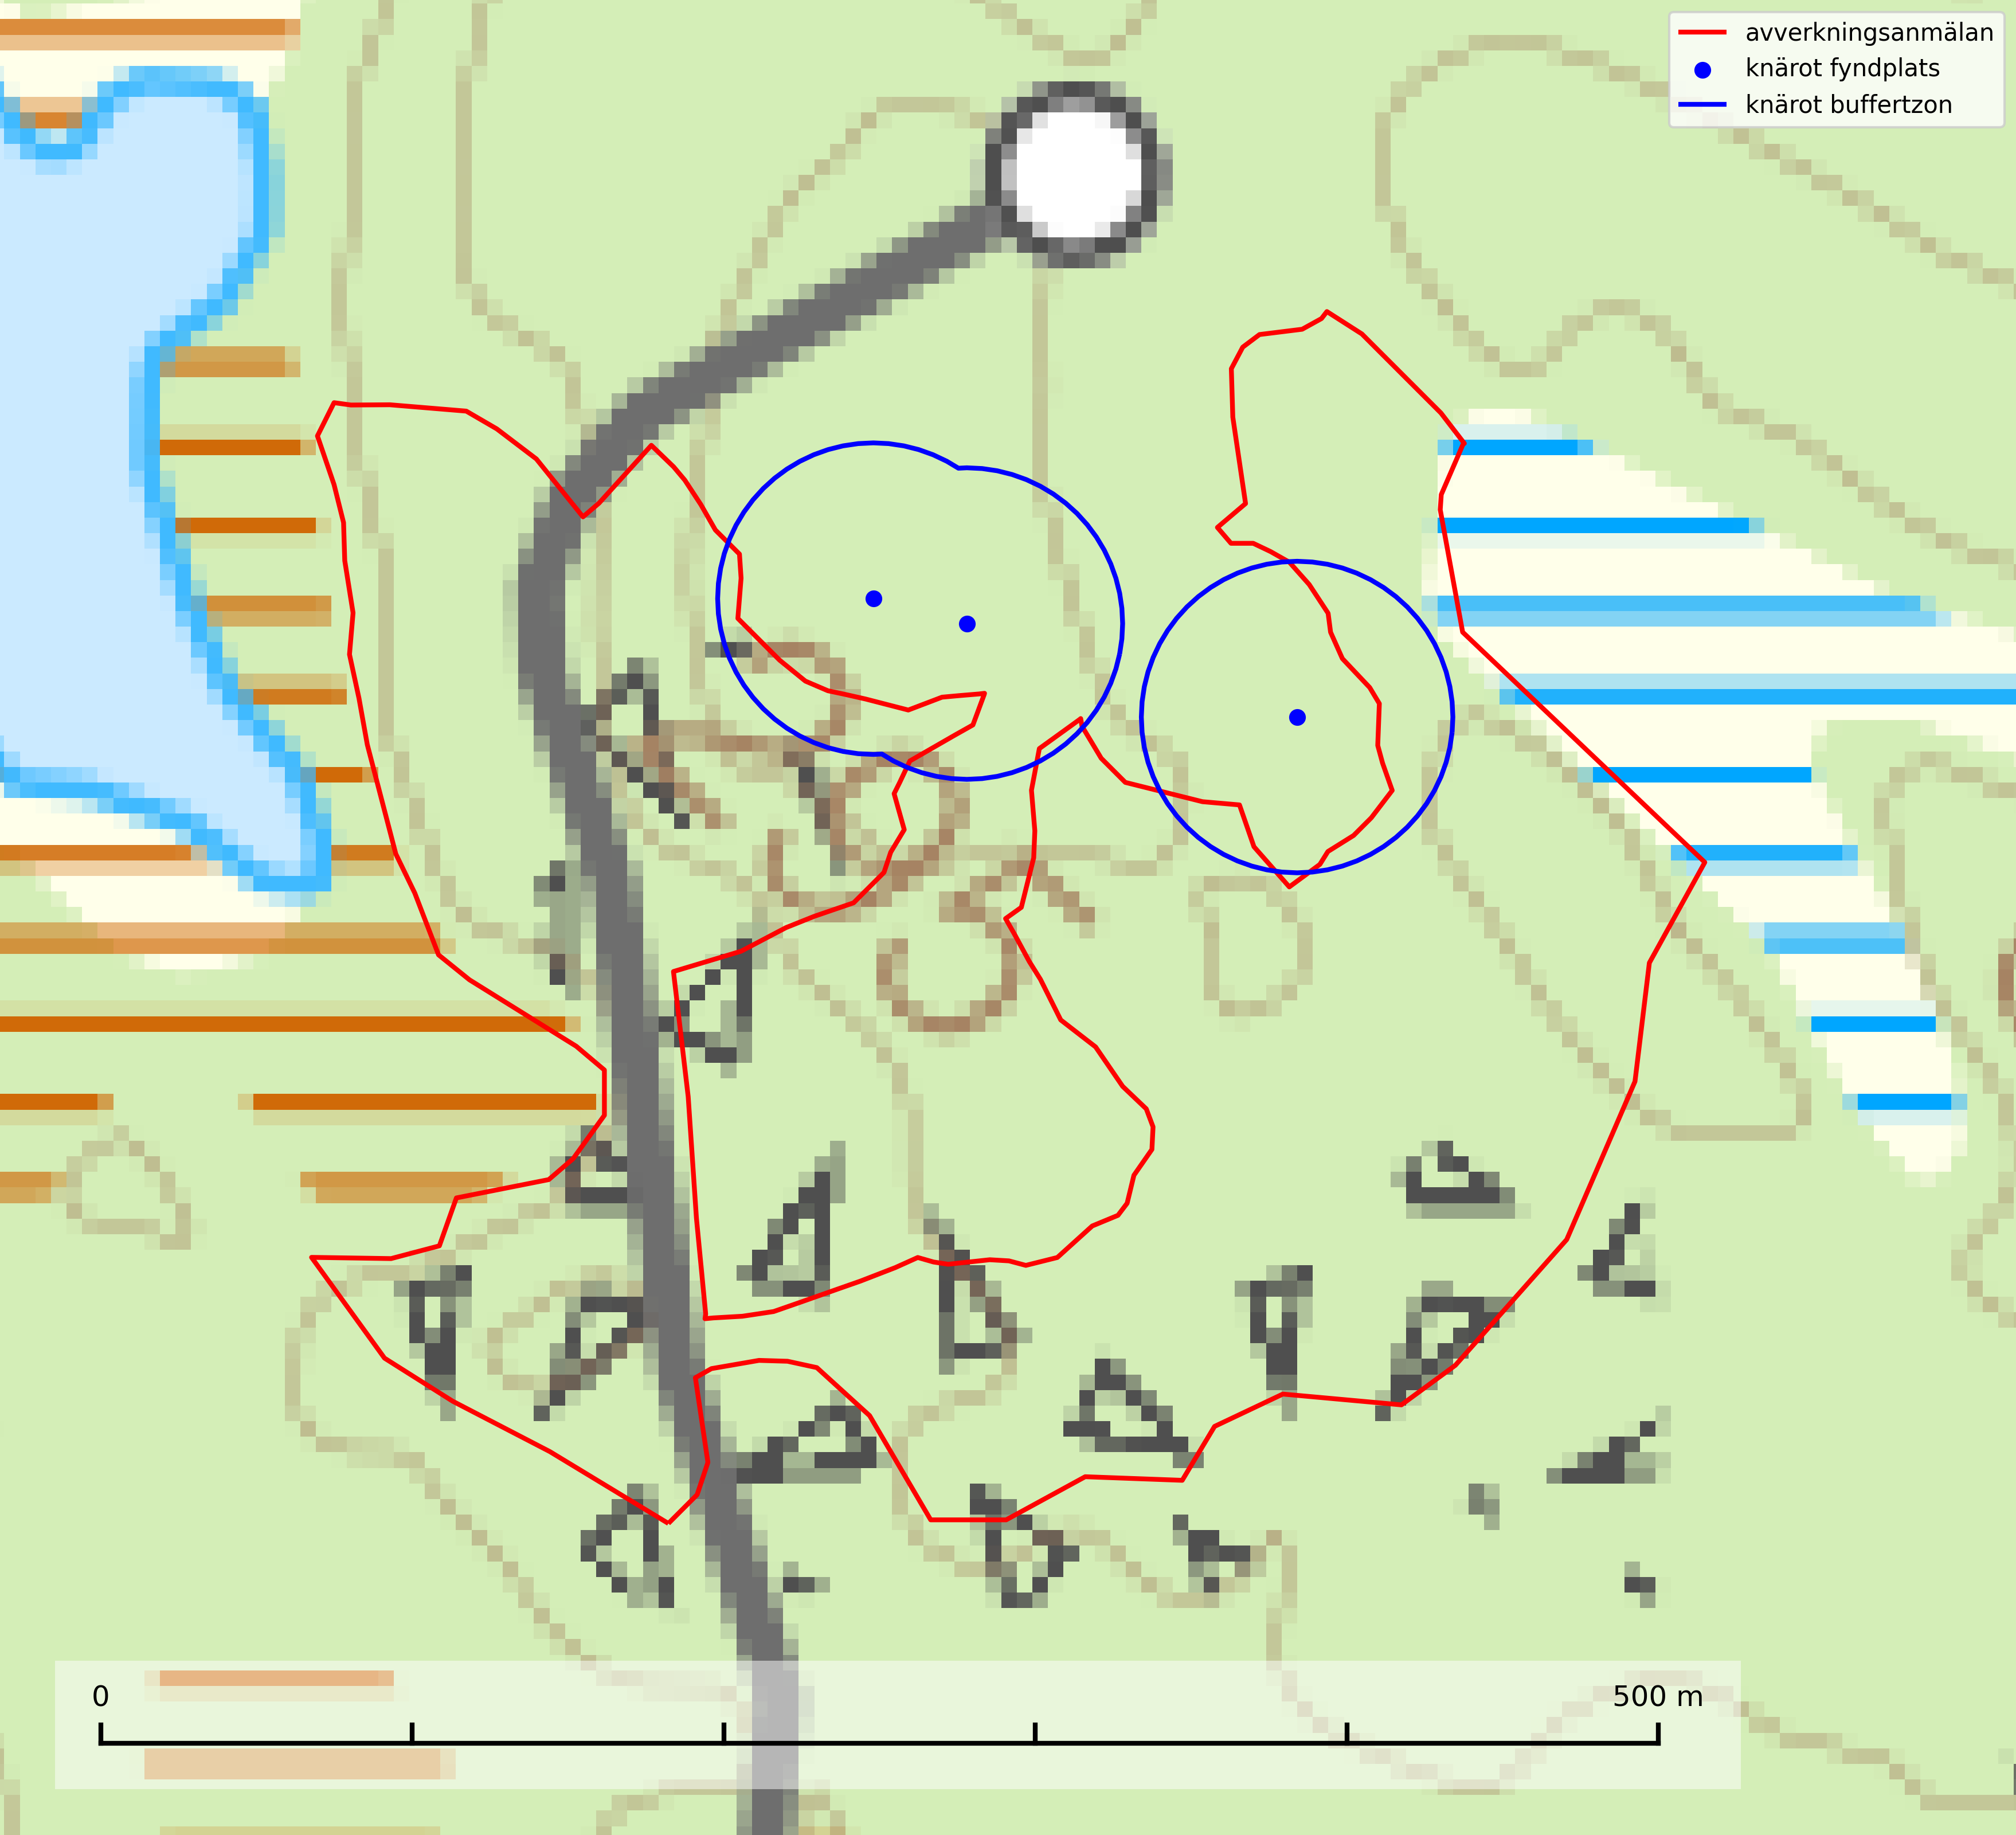 avverkningsanmälan
knärot fyndplats
knärot buffertzon
0 500 m